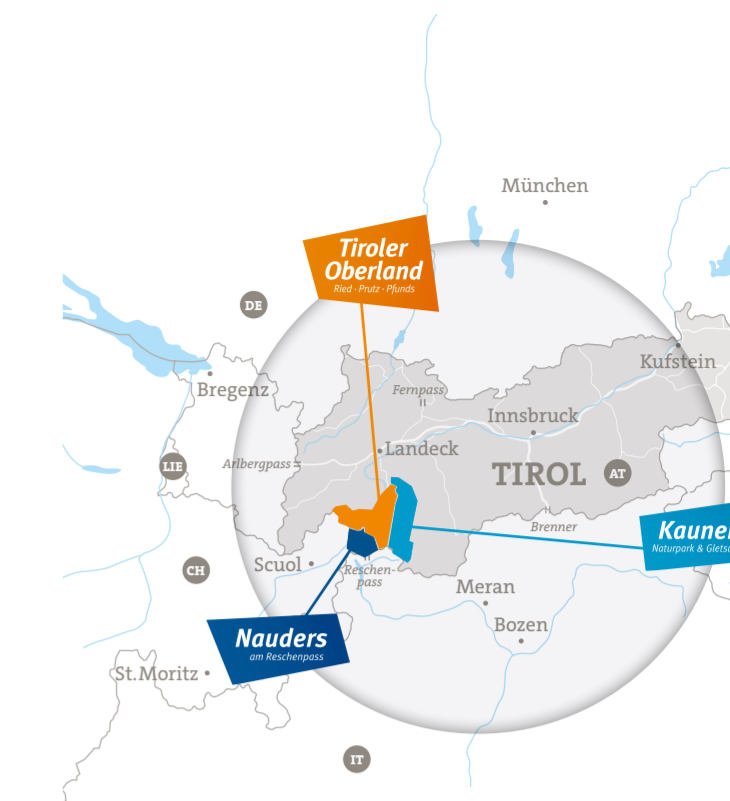 München
Tiroler
Oberland
Ried · Prutz · Pfunds
DE
Kufstein
Bregenz
Fernpass
Innsbruck
Landeck
LIE
Arlbergpass
TIROL
AT
Brenner
Naturpark &
Scuol
CH
Reschen-
pass
Meran
Bozen
Nauders
am Reschenpass
St.Moritz
IT